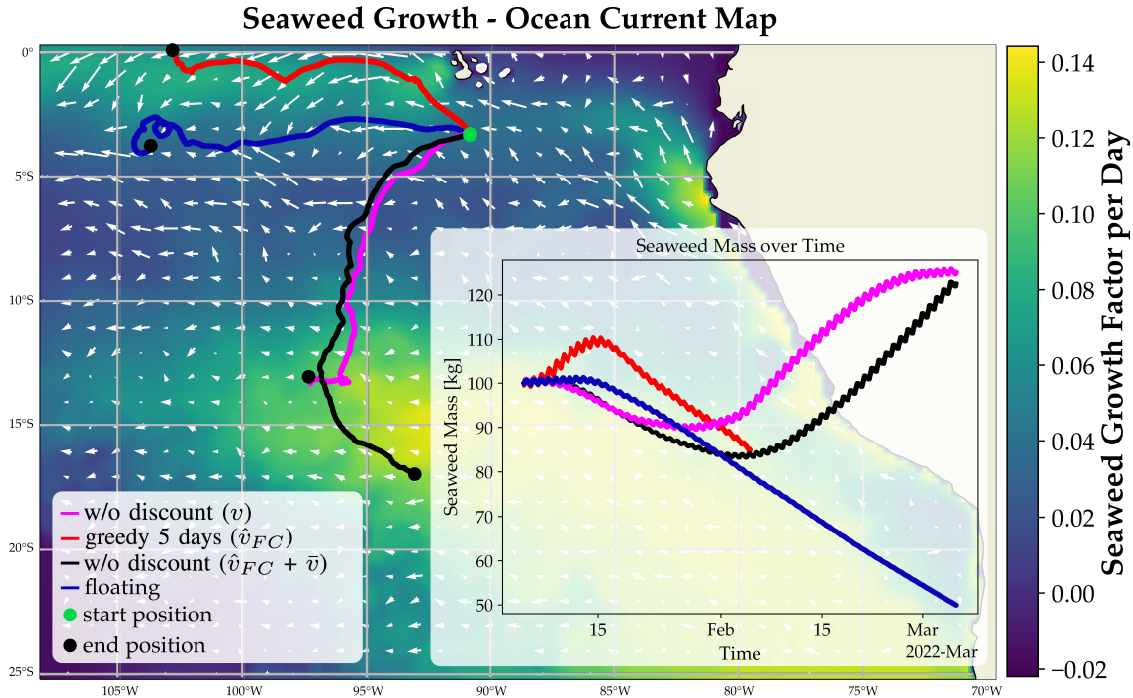 Seaweed Growth - Ocean Current Map
0°
5°S
10°S
15°S
20°S
25°S
105°W
100°W
95°W
90°W
85°W
80°W
75°W
70°W
w/o discount (v)
greedy 5 days (v̂_FC)
w/o discount (v̂_FC + v̄)
floating
start position
end position
Seaweed Mass over Time
Seaweed Mass [kg]
120
110
100
90
80
70
60
50
15
Feb
15
Mar
2022-Mar
Time
0.14
0.12
0.10
0.08
0.06
0.04
0.02
0.00
−0.02
Seaweed Growth Factor per Day